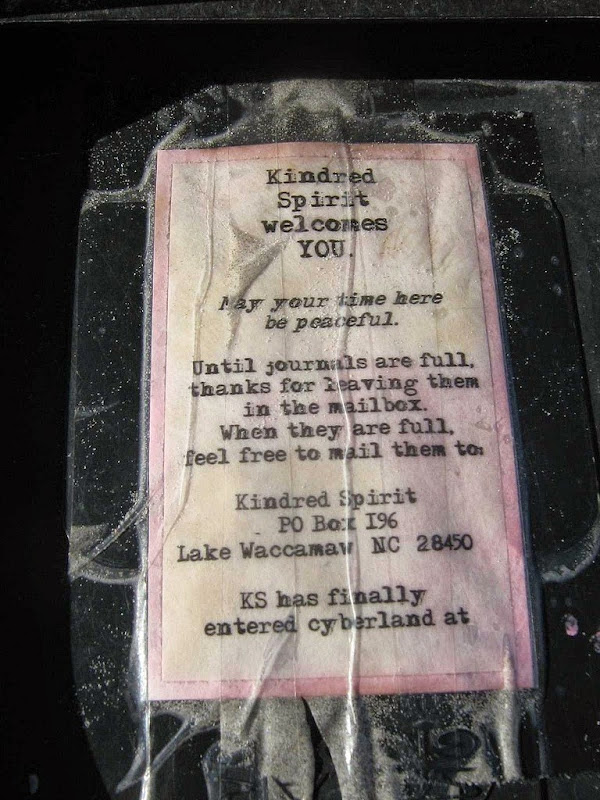 Kindred
Spirit
welcomes
YOU.
May your time here
be peaceful.
Until journals are full,
thanks for leaving them
in the mailbox.
When they are full,
feel free to mail them to:
Kindred Spirit
PO Box I96
Lake Waccamaw NC 28450
KS has finally
entered cyberland at